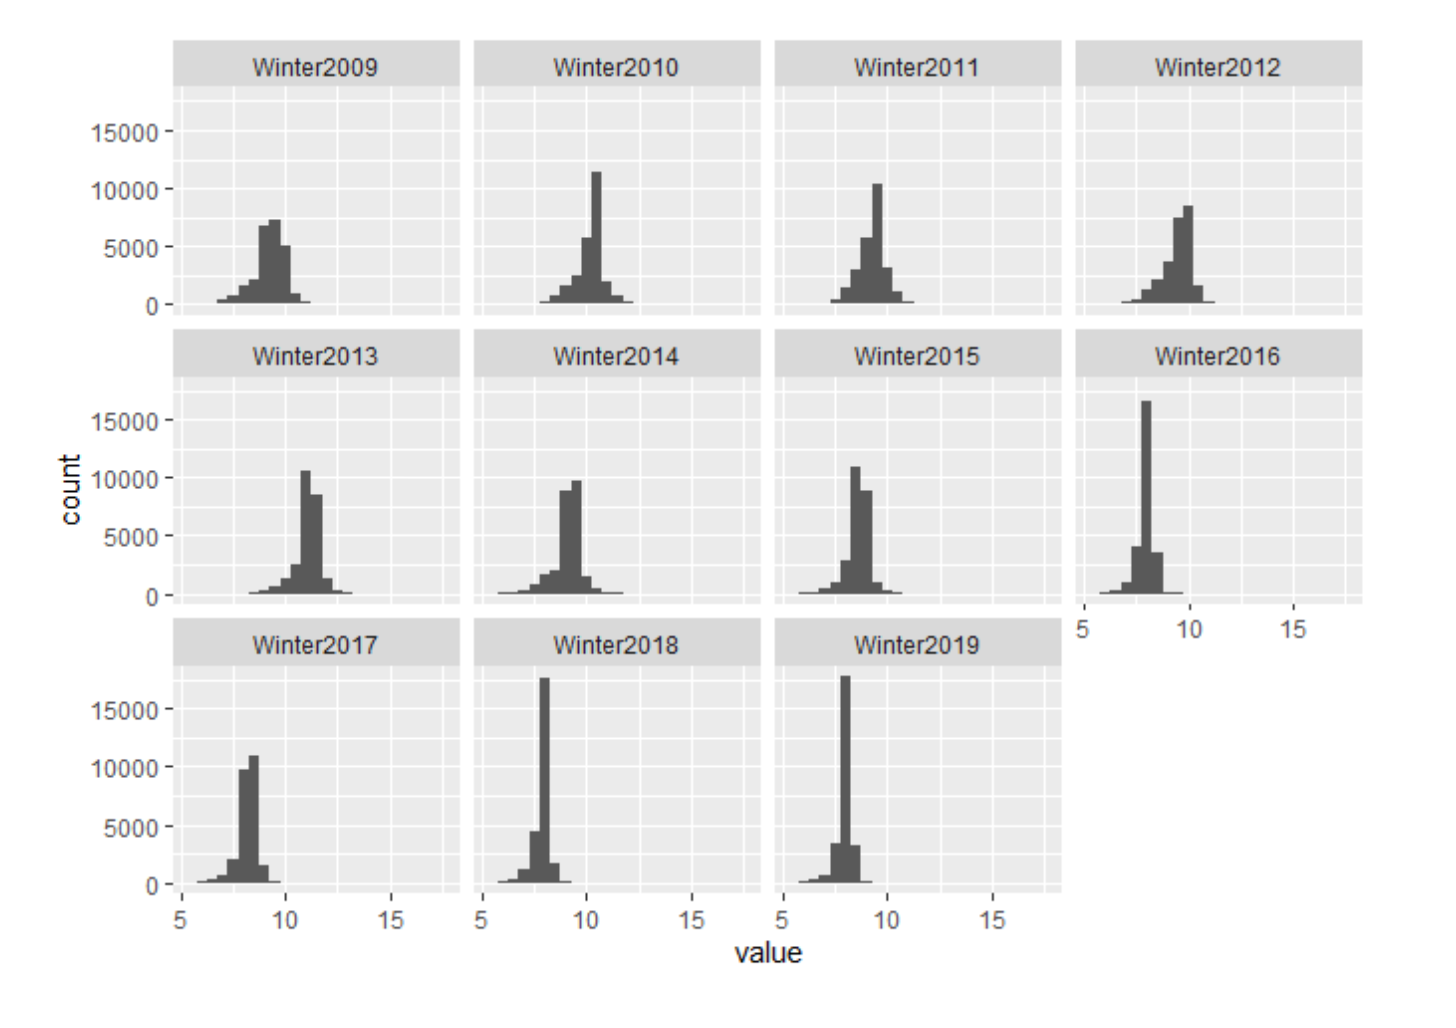 Winter2009 Winter2010 Winter2011 Winter2012
15000
10000
5000
0
Winter2013 Winter2014 Winter2015 Winter2016
15000
10000
5000
0
5 10 15
count
Winter2017 Winter2018 Winter2019
15000
10000
5000
0
5 10 15 5 10 15 5 10 15
value